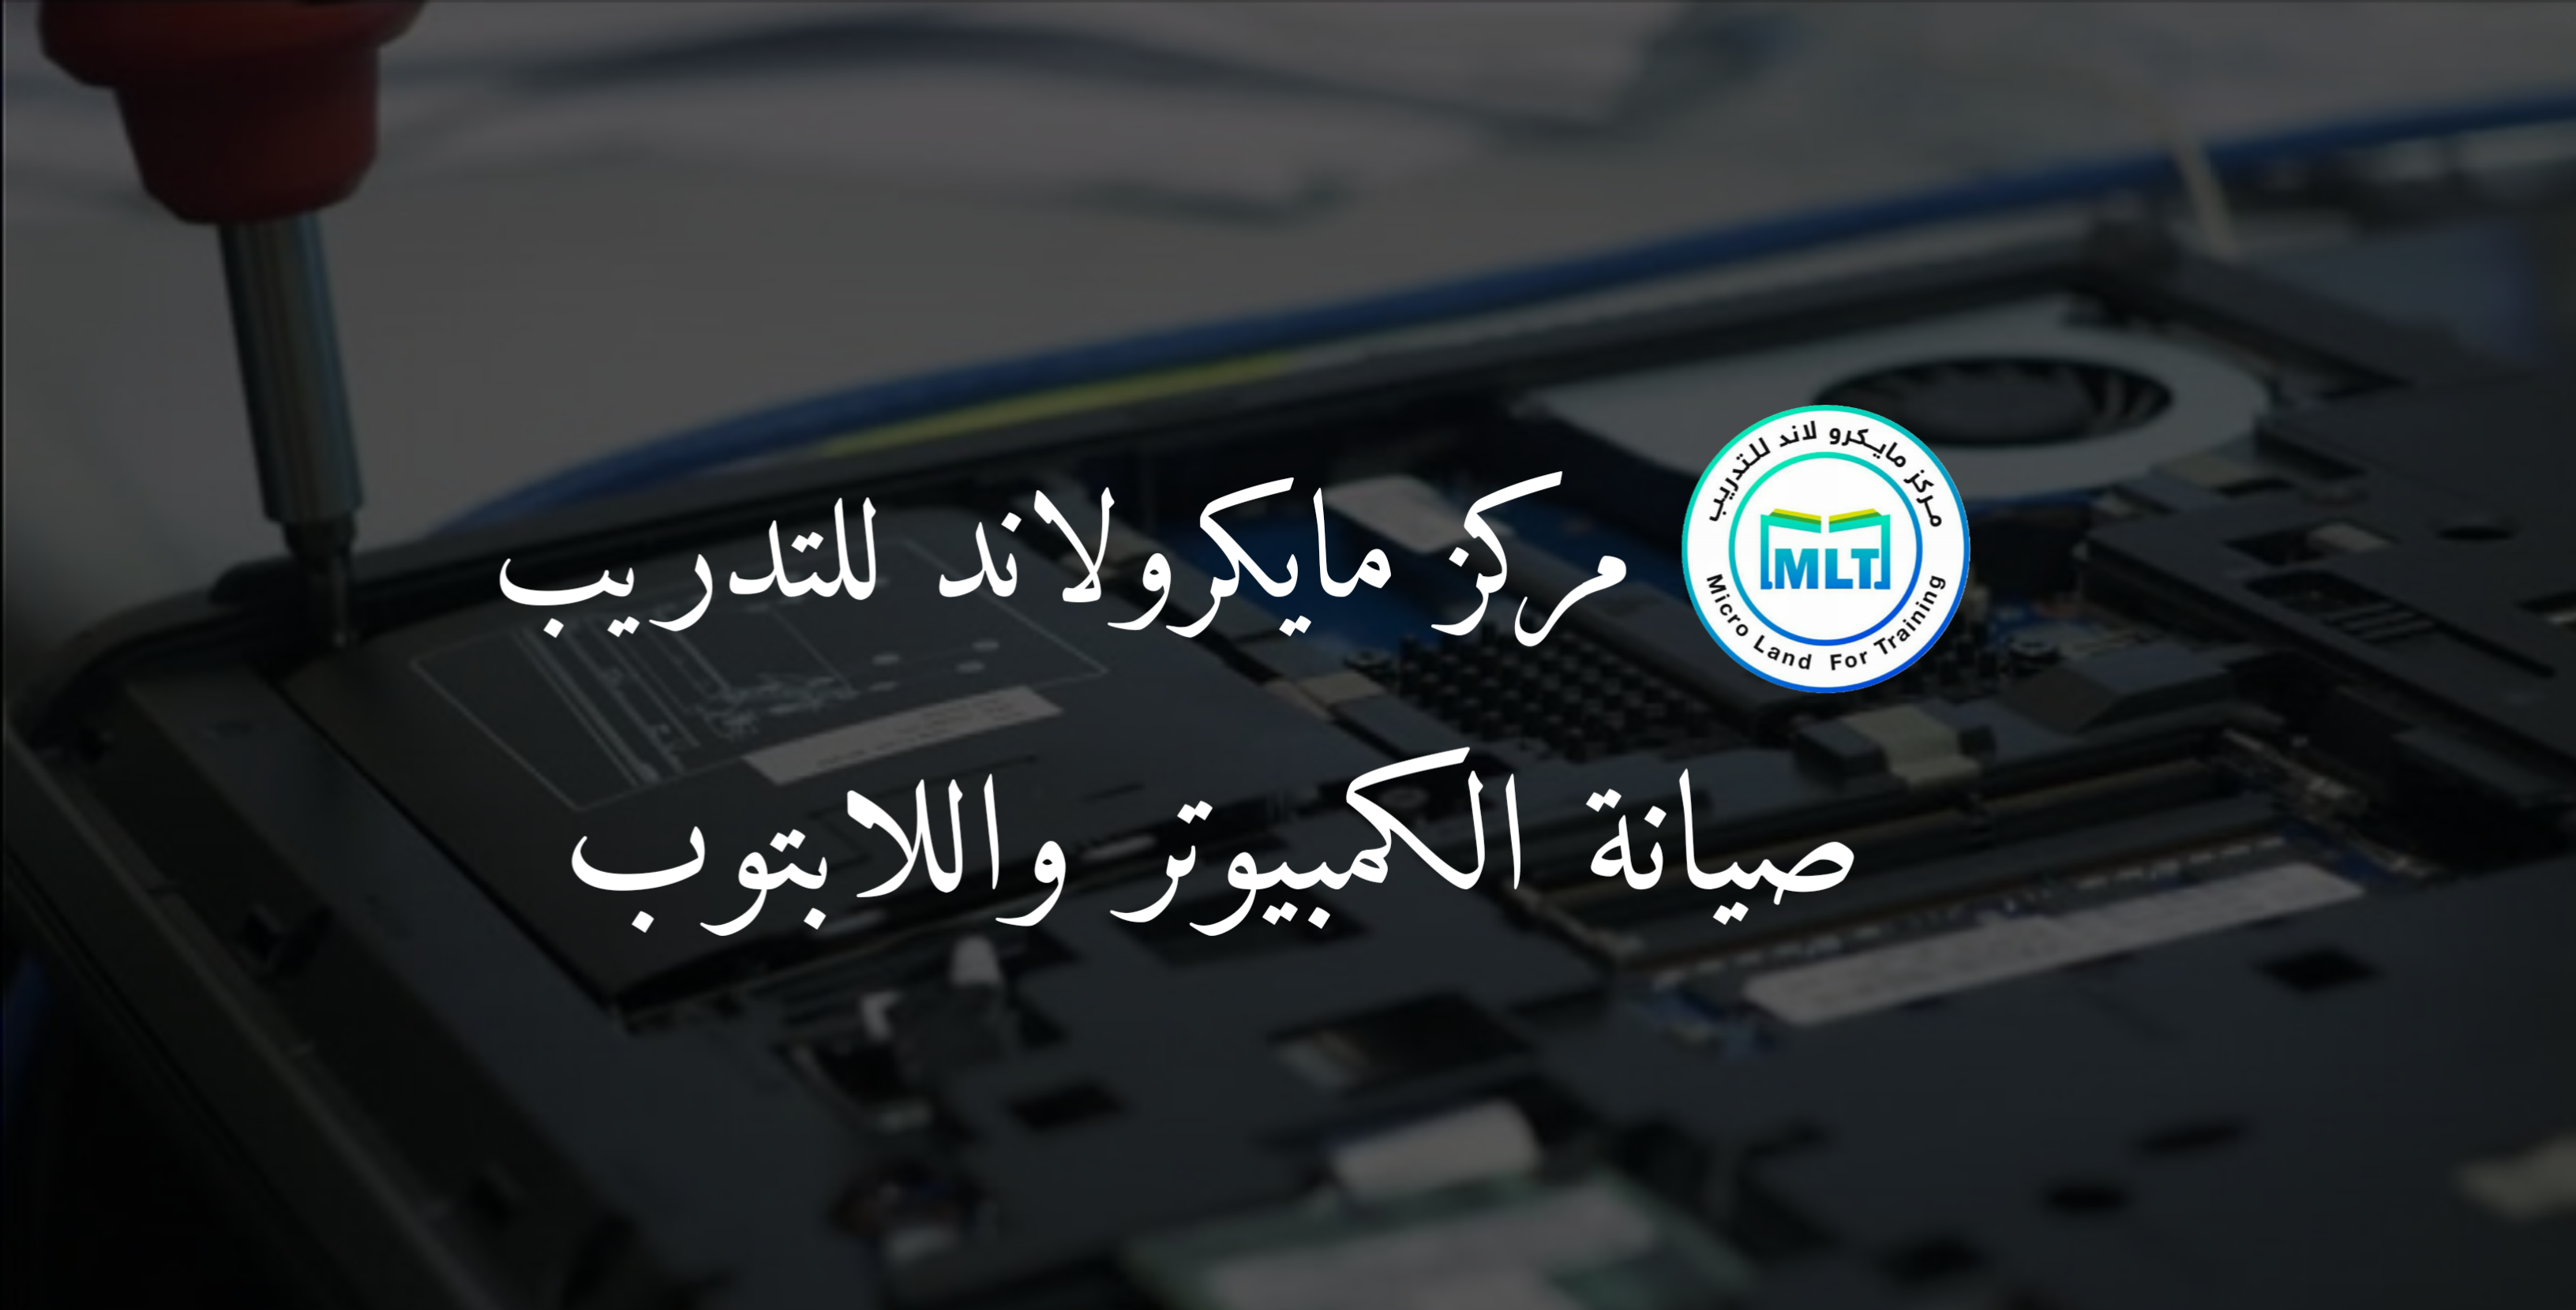 مركز مايكرو لاند للتدريب
MLT
Micro Land For Training
مركز مايكرولاند للتدريب
صيانة الكمبيوتر واللابتوب